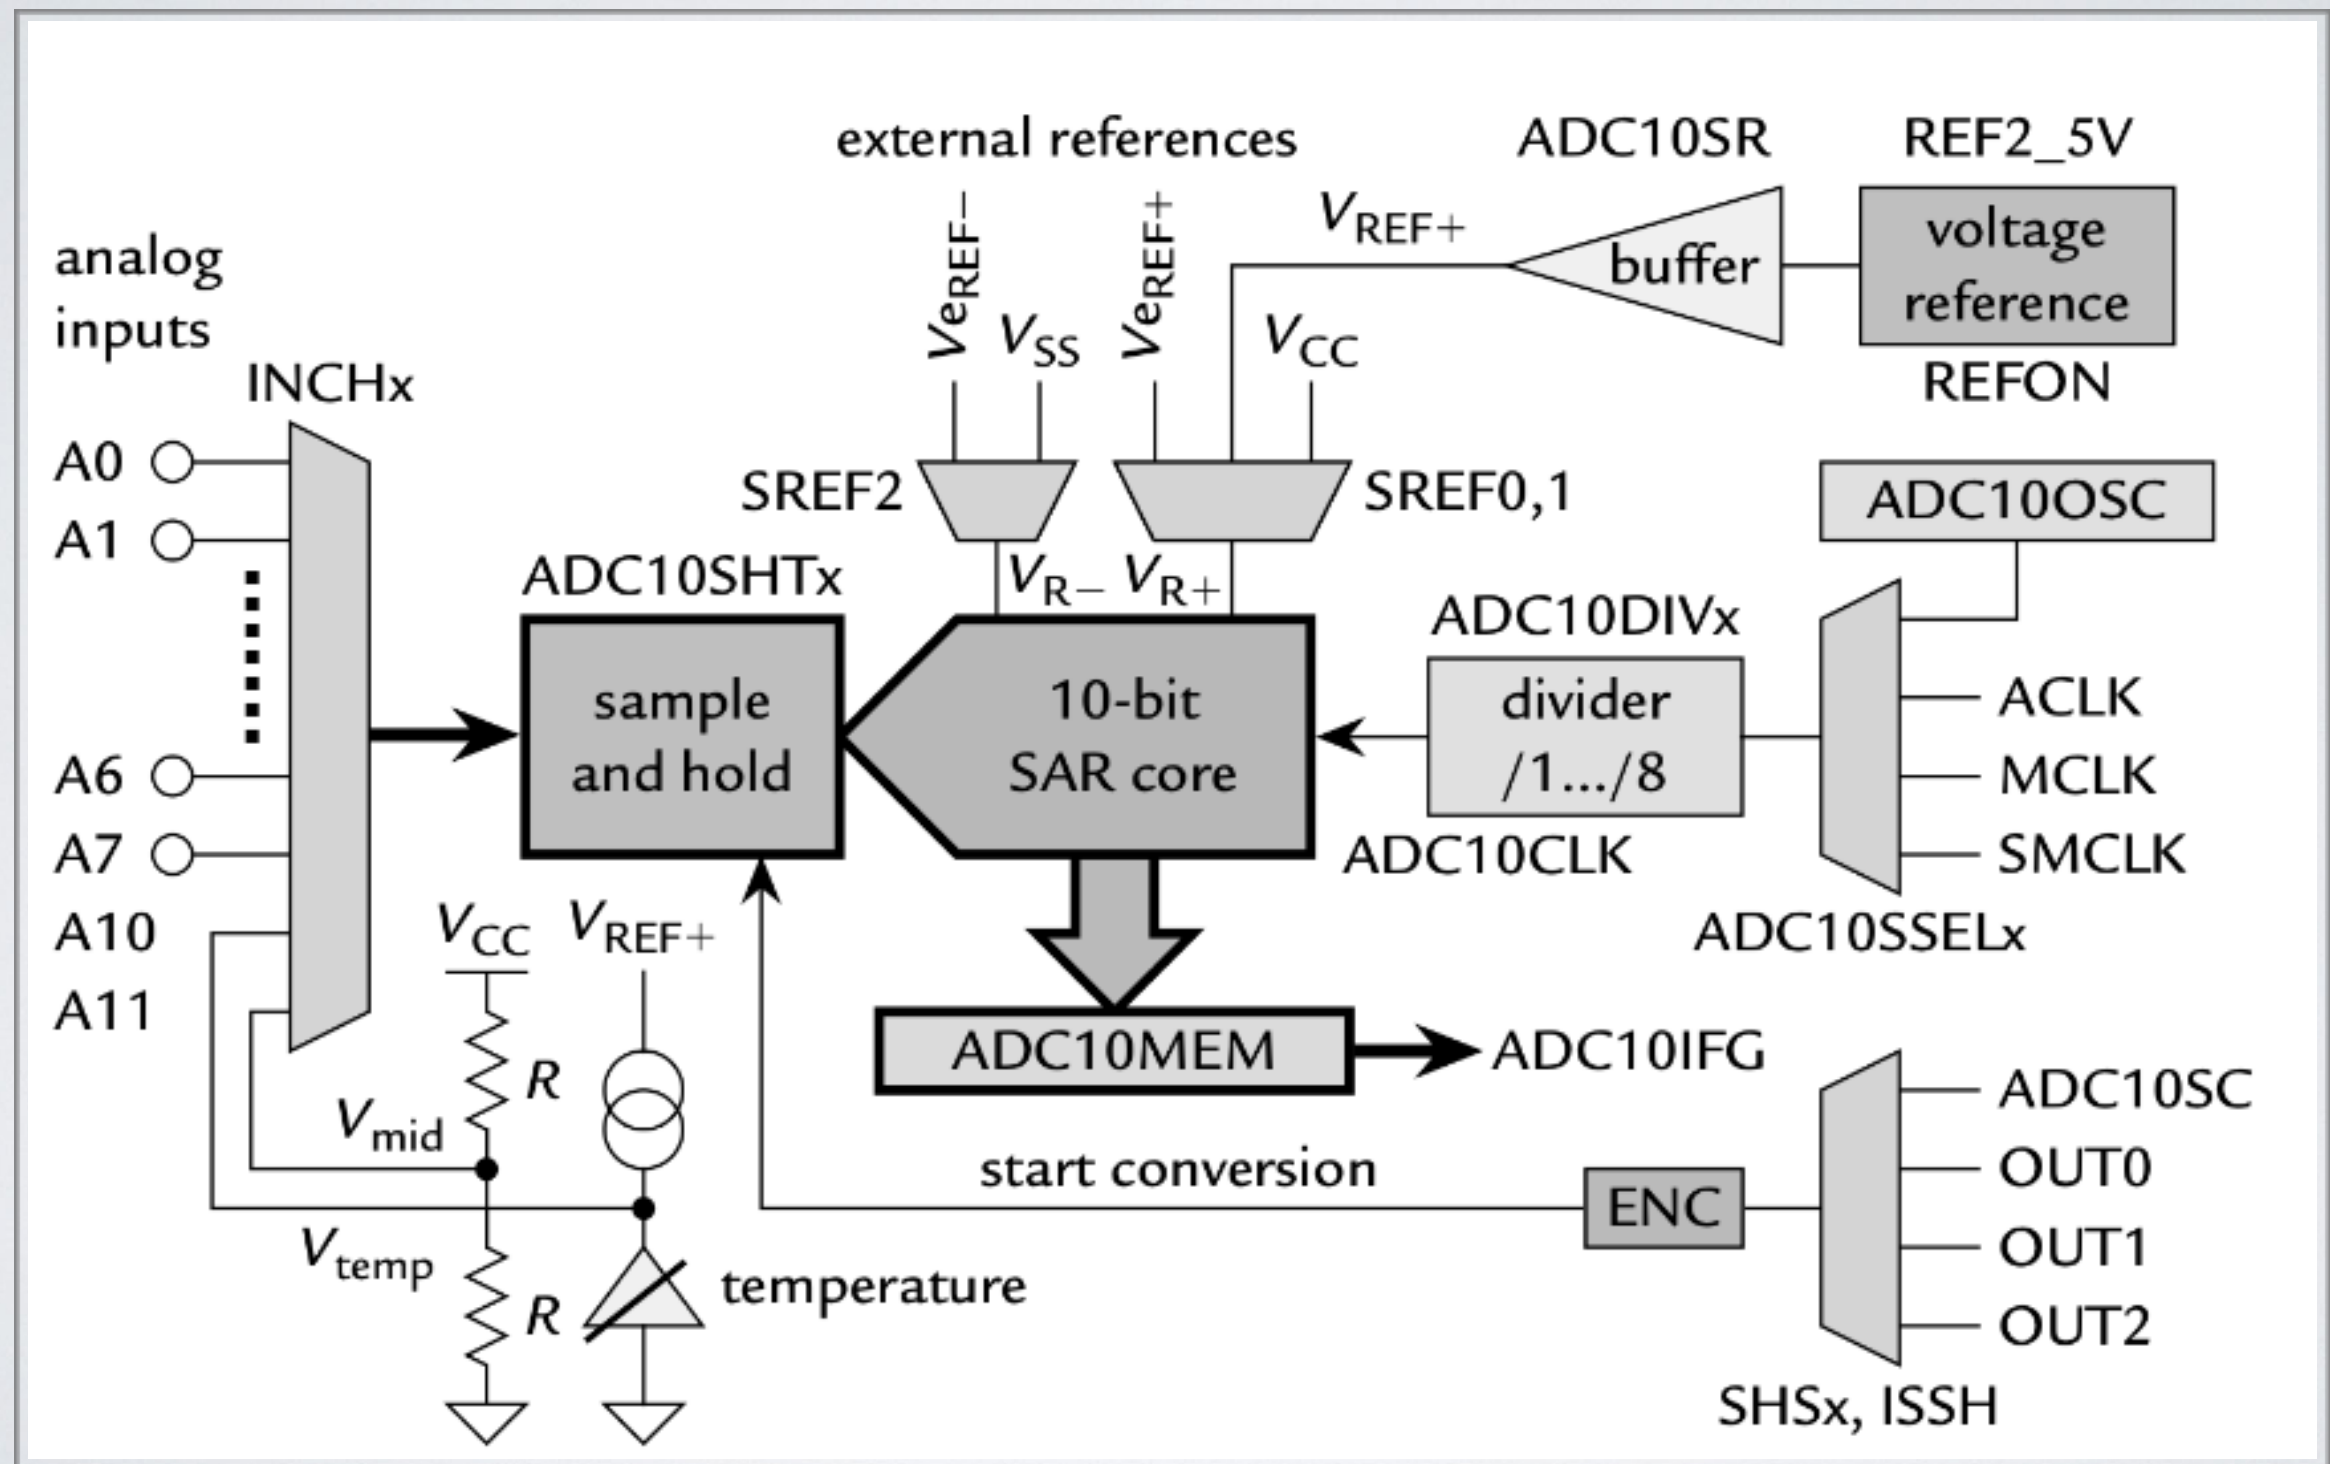 external references
ADC10SR
REF2_5V
VeREF−
VSS
VeREF+
VREF+
VCC
buffer
voltage
reference
REFON
analog
inputs
INCHx
A0
A1
A6
A7
A10
A11
SREF2
SREF0,1
VR−
VR+
ADC10SHTx
sample
and hold
10-bit
SAR core
ADC10OSC
ADC10DIVx
divider
/1.../8
ADC10CLK
ACLK
MCLK
SMCLK
ADC10SSELx
VCC
VREF+
R
Vmid
Vtemp
R
temperature
ADC10MEM
ADC10IFG
start conversion
ENC
ADC10SC
OUT0
OUT1
OUT2
SHSx, ISSH